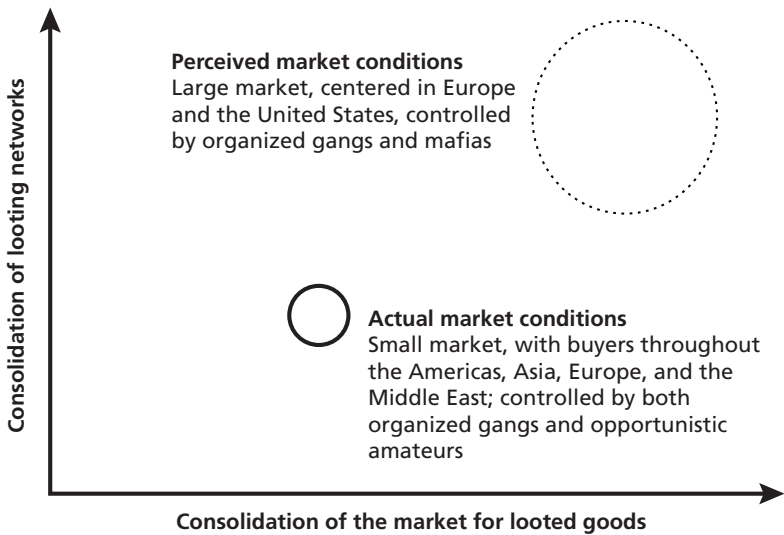 Consolidation of looting networks
Perceived market conditions
Large market, centered in Europe
and the United States, controlled
by organized gangs and mafias
Actual market conditions
Small market, with buyers throughout
the Americas, Asia, Europe, and the
Middle East; controlled by both
organized gangs and opportunistic
amateurs
Consolidation of the market for looted goods